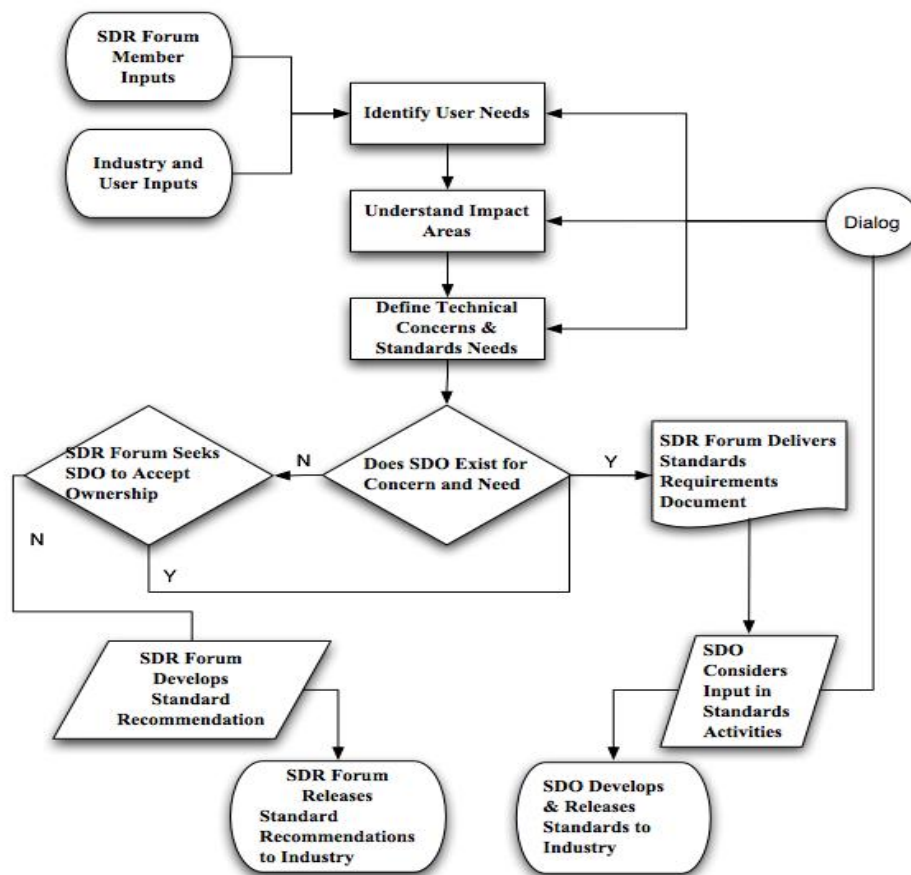 SDR Forum
Member
Inputs
Industry and
User Inputs
Identify User Needs
Understand Impact
Areas
Dialog
Define Technical
Concerns &
Standards Needs
SDR Forum Seeks
SDO to Accept
Ownership
N
Does SDO Exist for
Concern and Need
Y
SDR Forum Delivers
Standards
Requirements
Document
N
Y
SDR Forum
Develops
Standard
Recommendation
SDO
Considers
Input in
Standards
Activities
SDR Forum
Releases
Standard
Recommendations
to Industry
SDO Develops
& Releases
Standards to
Industry